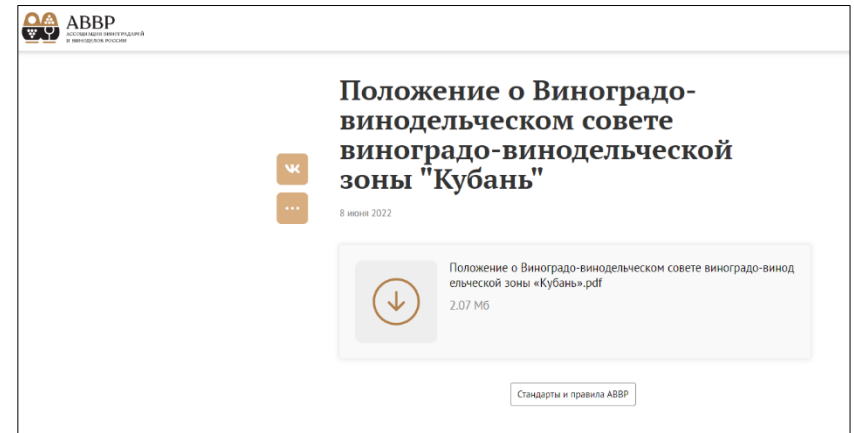 АВВР
АССОЦИАЦИЯ ВИНОГРАДАРЕЙ
И ВИНОДЕЛОВ РОССИИ
Положение о Виноградо-
винодельческом совете
виноградо-винодельческой
зоны "Кубань"
8 июня 2022
Положение о Виноградо-винодельческом совете виноградо-винод
ельческой зоны «Кубань».pdf
2.07 Мб
Стандарты и правила АВВР